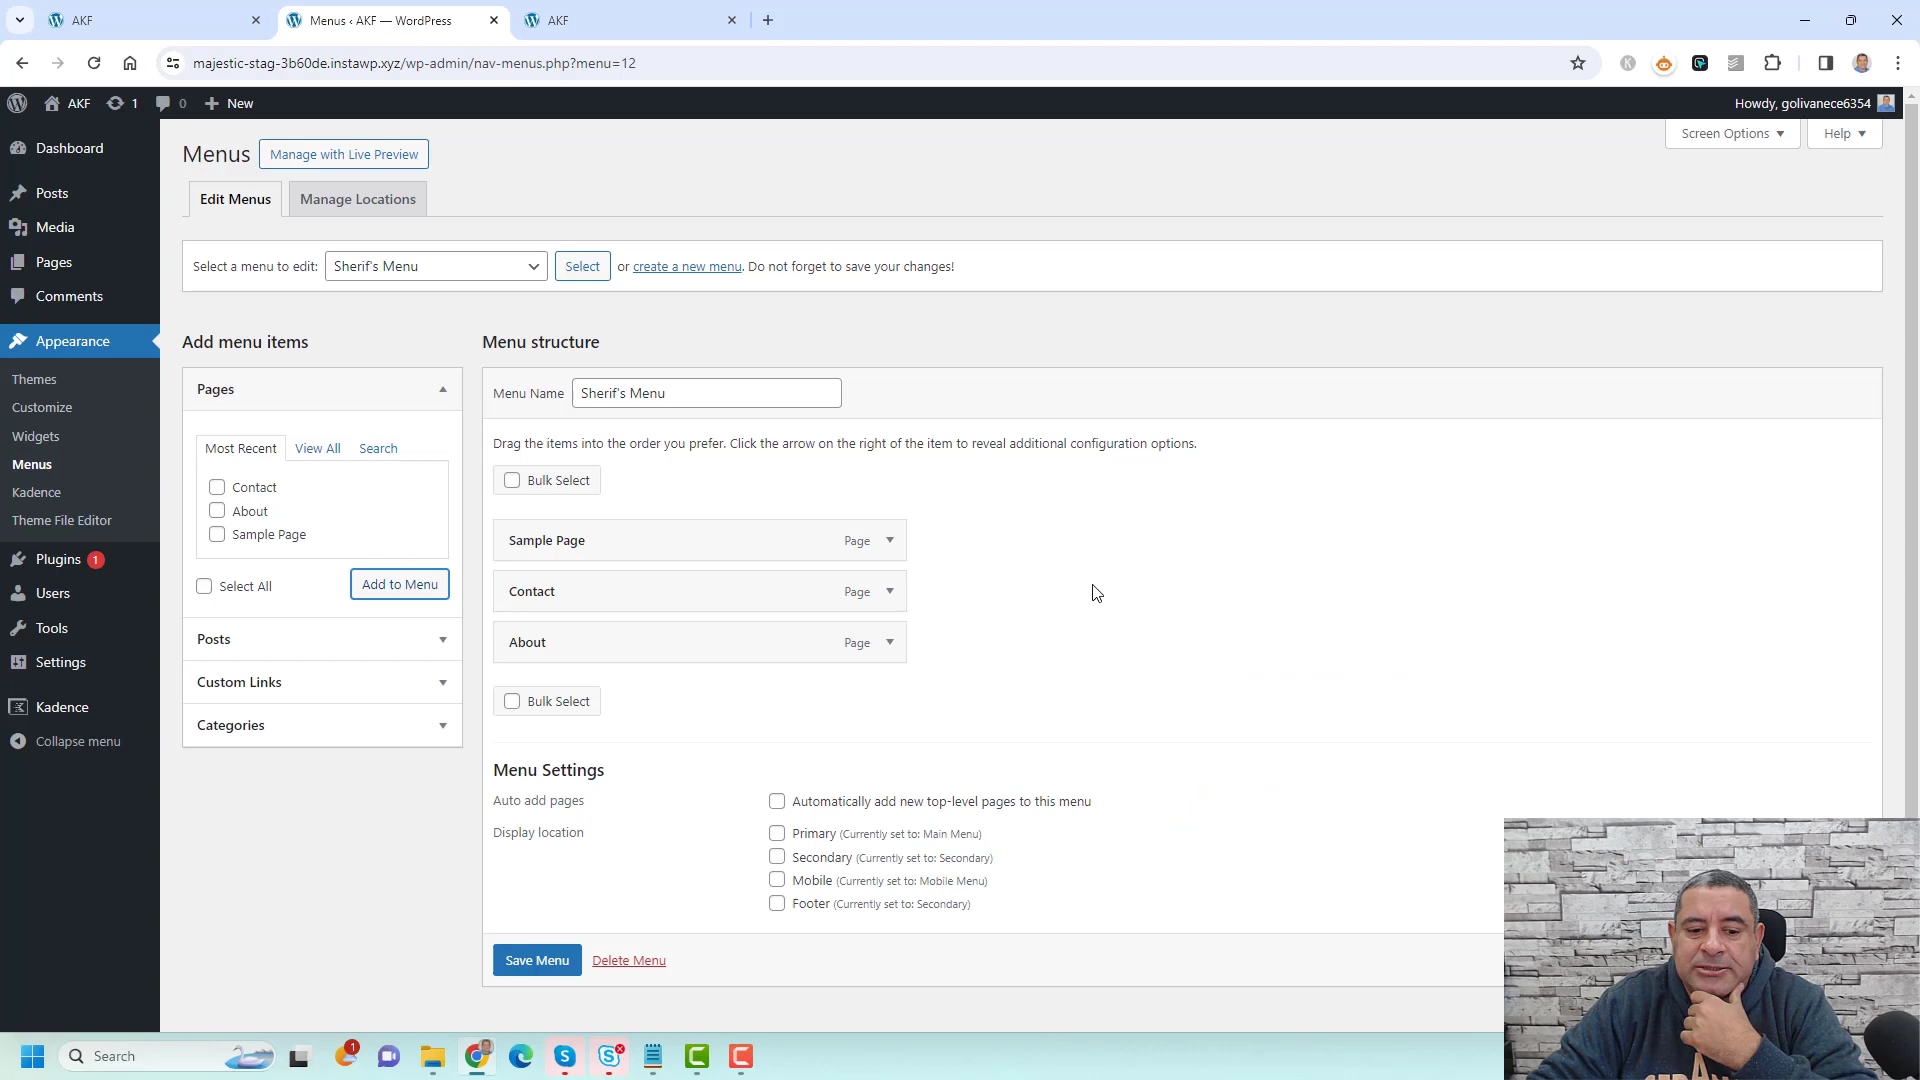 AKF
Menus ‹ AKF — WordPress
AKF
majestic-stag-3b60de.instawp.xyz/wp-admin/nav-menus.php?menu=12
AKF
1
0
New
Howdy, golivanece6354
Screen Options
Help
Dashboard
Posts
Media
Pages
Comments
Appearance
Themes
Customize
Widgets
Menus
Kadence
Theme File Editor
Plugins 1
Users
Tools
Settings
Kadence
Collapse menu
Menus
Manage with Live Preview
Edit Menus
Manage Locations
Select a menu to edit: Sherif's Menu Select or create a new menu. Do not forget to save your changes!
Add menu items
Pages
Most Recent View All Search
Contact
About
Sample Page
Select All
Add to Menu
Posts
Custom Links
Categories
Menu structure
Menu Name Sherif's Menu
Drag the items into the order you prefer. Click the arrow on the right of the item to reveal additional configuration options.
Bulk Select
Sample Page Page
Contact Page
About Page
Bulk Select
Menu Settings
Auto add pages
Automatically add new top-level pages to this menu
Display location
Primary (Currently set to: Main Menu)
Secondary (Currently set to: Secondary)
Mobile (Currently set to: Mobile Menu)
Footer (Currently set to: Secondary)
Save Menu Delete Menu
Search
1